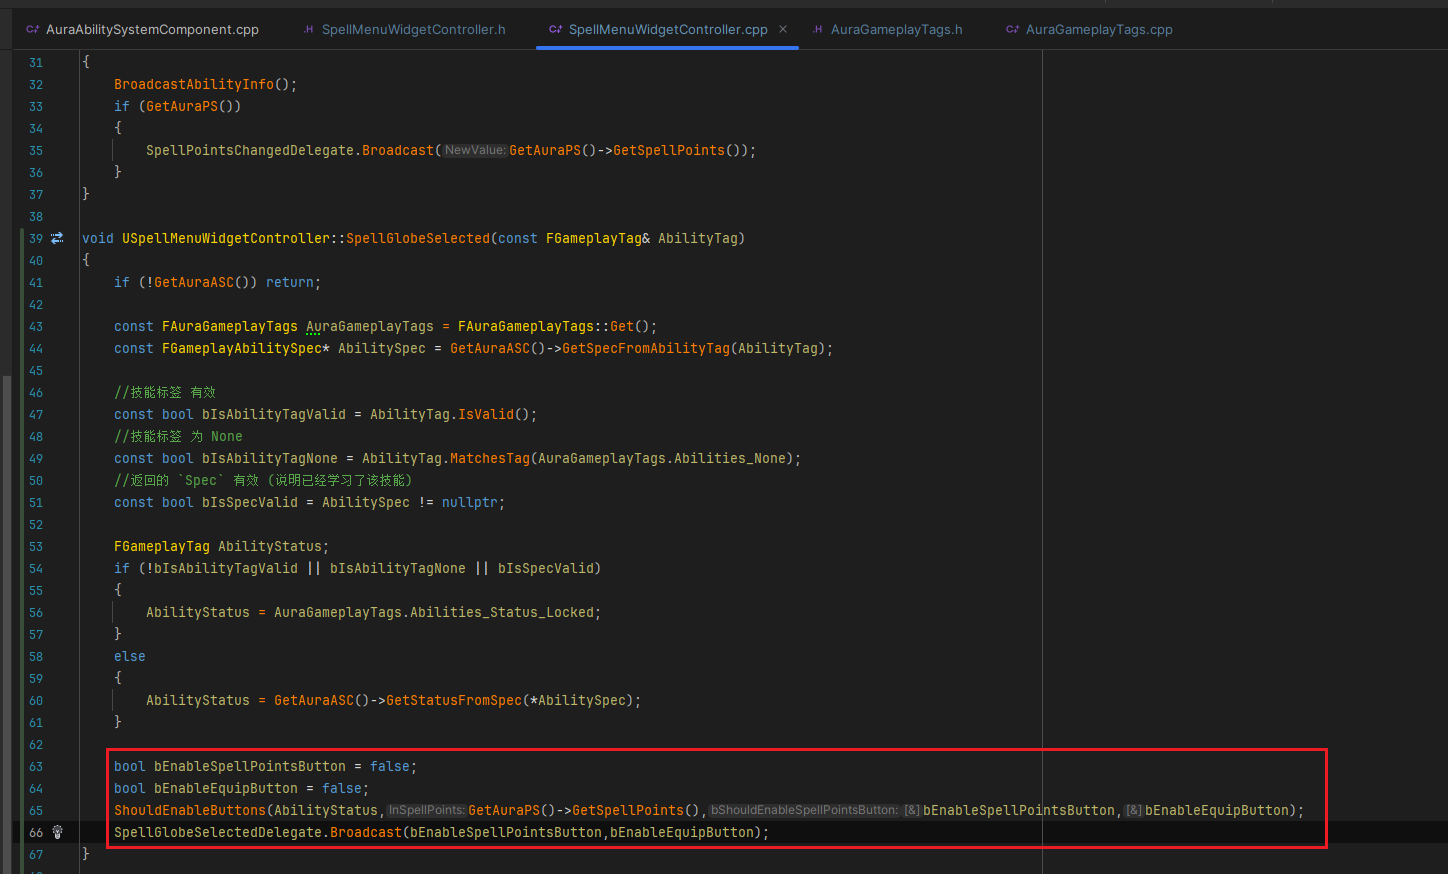 AuraAbilitySystemComponent.cpp SpellMenuWidgetController.h SpellMenuWidgetController.cpp AuraGameplayTags.h AuraGameplayTags.cpp
31 {
32 BroadcastAbilityInfo();
33 if (GetAuraPS())
34 {
35 SpellPointsChangedDelegate.Broadcast(NewValue:GetAuraPS()->GetSpellPoints());
36 }
37 }
38
39 void USpellMenuWidgetController::SpellGlobeSelected(const FGameplayTag& AbilityTag)
40 {
41 if (!GetAuraASC()) return;
42
43 const FAuraGameplayTags AuraGameplayTags = FAuraGameplayTags::Get();
44 const FGameplayAbilitySpec* AbilitySpec = GetAuraASC()->GetSpecFromAbilityTag(AbilityTag);
45
46 //技能标签 有效
47 const bool bIsAbilityTagValid = AbilityTag.IsValid();
48 //技能标签 为 None
49 const bool bIsAbilityTagNone = AbilityTag.MatchesTag(AuraGameplayTags.Abilities_None);
50 //返回的 `Spec` 有效 (说明已经学习了该技能)
51 const bool bIsSpecValid = AbilitySpec != nullptr;
52
53 FGameplayTag AbilityStatus;
54 if (!bIsAbilityTagValid || bIsAbilityTagNone || bIsSpecValid)
55 {
56 AbilityStatus = AuraGameplayTags.Abilities_Status_Locked;
57 }
58 else
59 {
60 AbilityStatus = GetAuraASC()->GetStatusFromSpec(*AbilitySpec);
61 }
62
63 bool bEnableSpellPointsButton = false;
64 bool bEnableEquipButton = false;
65 ShouldEnableButtons(AbilityStatus,InSpellPoints:GetAuraPS()->GetSpellPoints(),bShouldEnableSpellPointsButton:[&]bEnableSpellPointsButton,[&]bEnableEquipButton);
66 SpellGlobeSelectedDelegate.Broadcast(bEnableSpellPointsButton,bEnableEquipButton);
67 }